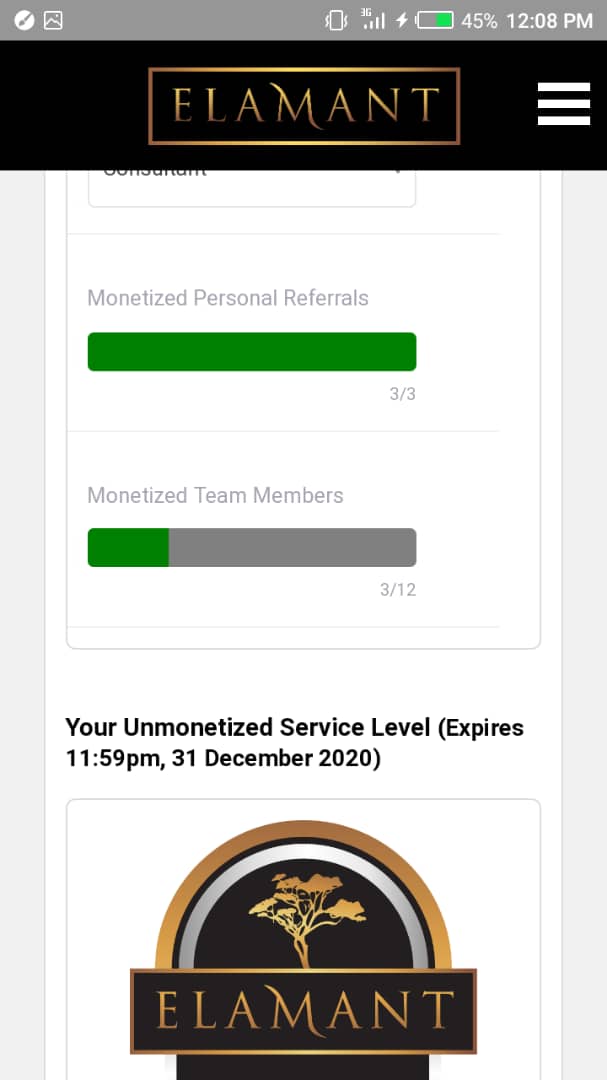 3G
45% 12:08 PM
ELAMANT
Consultant
Monetized Personal Referrals
3/3
Monetized Team Members
3/12
Your Unmonetized Service Level (Expires
11:59pm, 31 December 2020)
ELAMANT